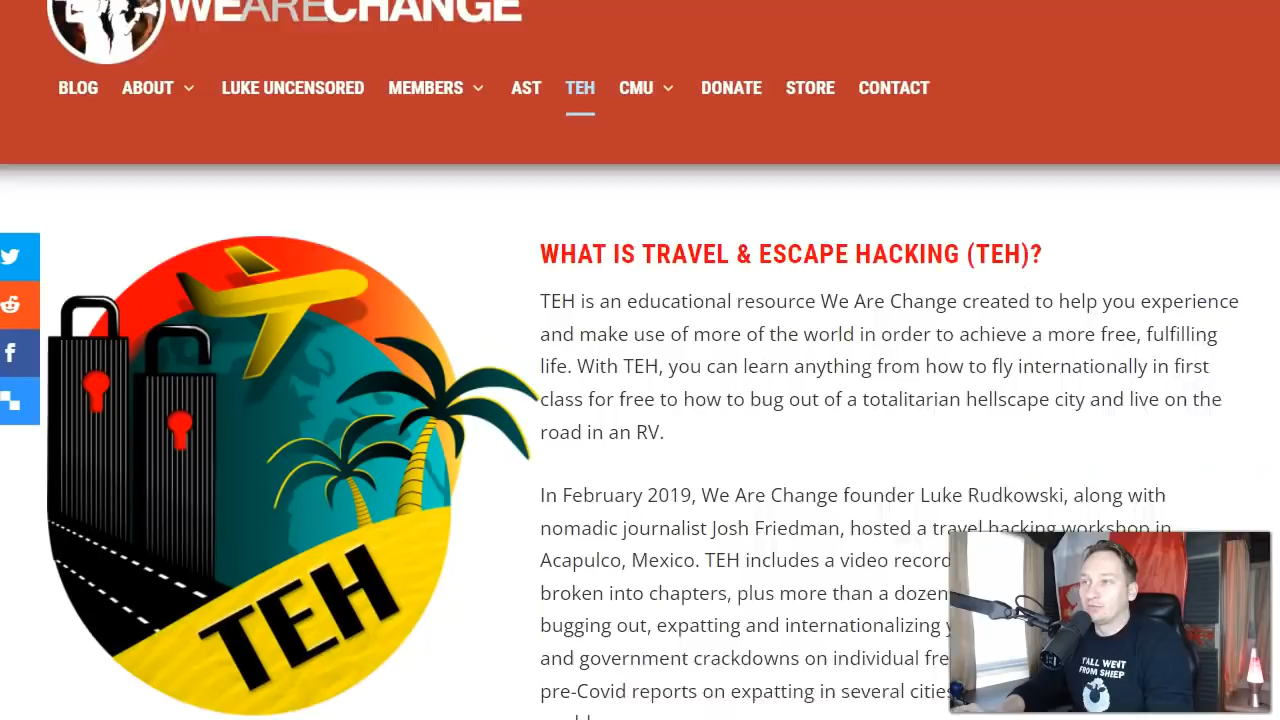 WEARECHANGE
BLOG ABOUT LUKE UNCENSORED MEMBERS AST TEH CMU DONATE STORE CONTACT
WHAT IS TRAVEL & ESCAPE HACKING (TEH)?
TEH is an educational resource We Are Change created to help you experience
and make use of more of the world in order to achieve a more free, fulfilling
life. With TEH, you can learn anything from how to fly internationally in first
class for free to how to bug out of a totalitarian hellscape city and live on the
road in an RV.
In February 2019, We Are Change founder Luke Rudkowski, along with
nomadic journalist Josh Friedman, hosted a travel hacking workshop in
Acapulco, Mexico. TEH includes a video record
broken into chapters, plus more than a dozen
bugging out, expatting and internationalizing
and government crackdowns on individual fre
pre-Covid reports on expatting in several cities
TEH
Y'ALL WENT
FROM SHEEP